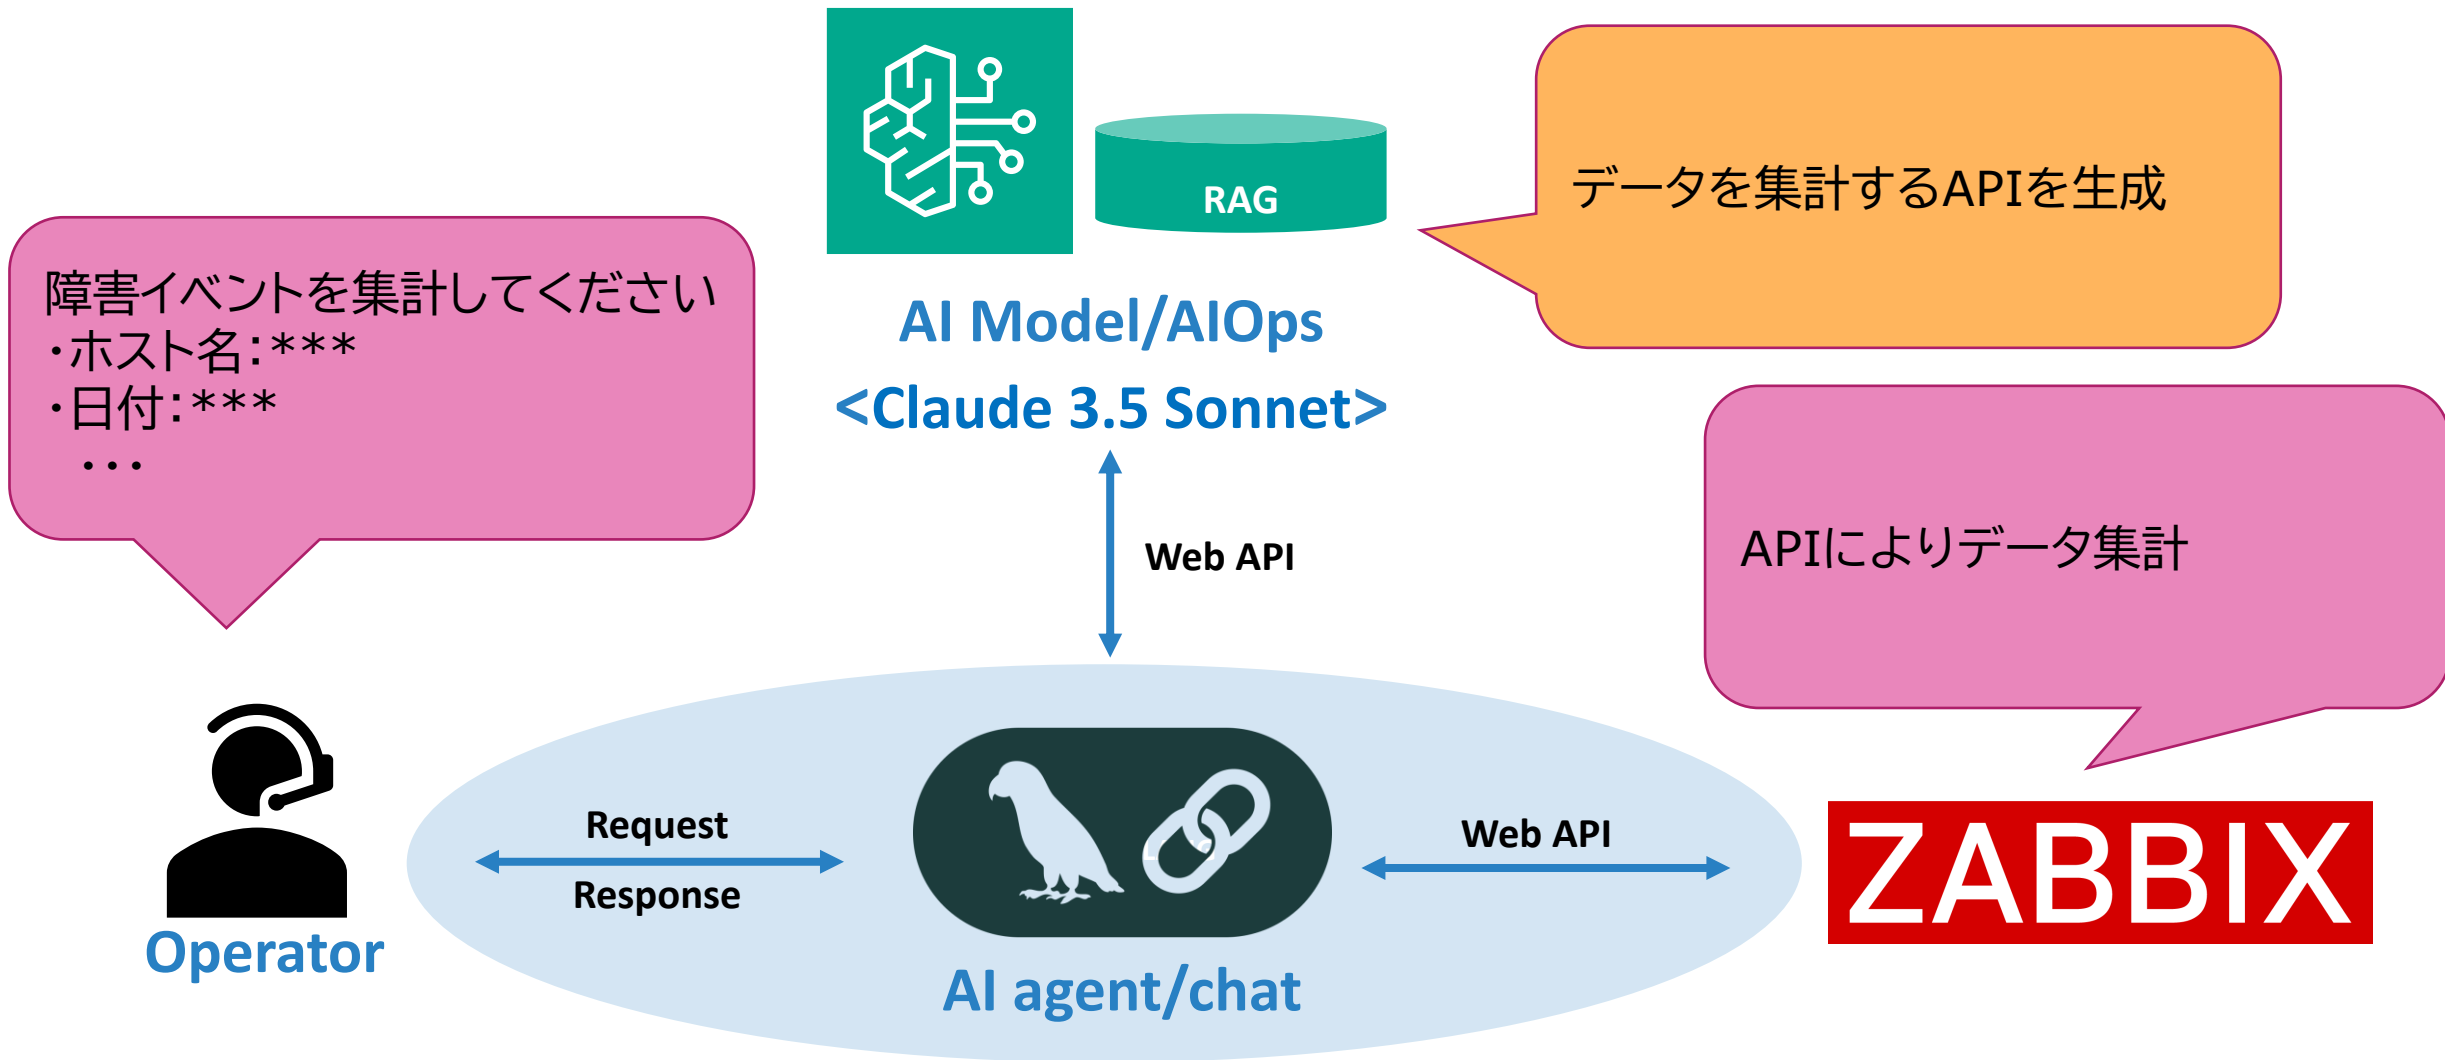 RAG
データを集計するAPIを生成
障害イベントを集計してください
・ホスト名：***
・日付：***
・・・
AI Model/AIOps
<Claude 3.5 Sonnet>
APIによりデータ集計
Web API
Request
Response
Web API
ZABBIX
Operator
AI agent/chat